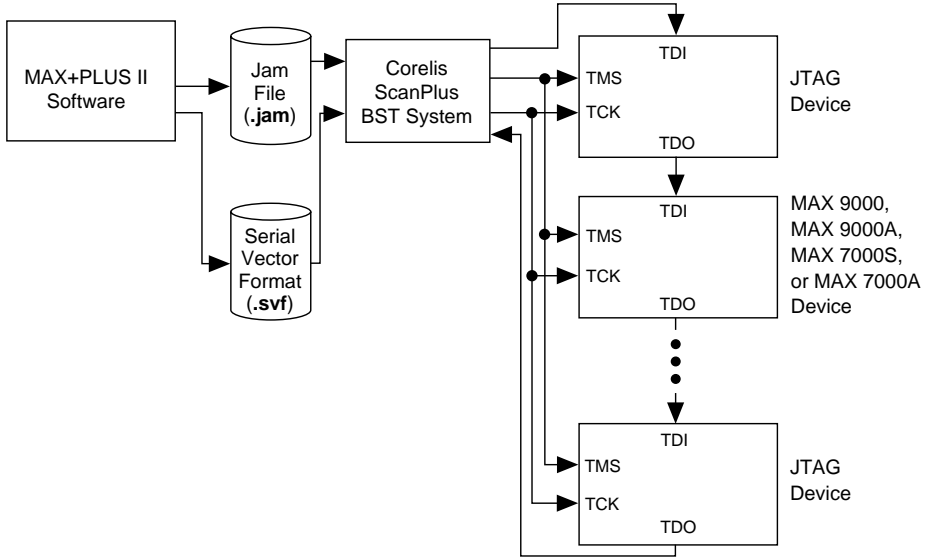 MAX+PLUS II
Software
Jam
File
(.jam)
Serial
Vector
Format
(.svf)
Corelis
ScanPlus
BST System
TDI
TMS
TCK
TDO
JTAG
Device
TDI
TMS
TCK
TDO
MAX 9000,
MAX 9000A,
MAX 7000S,
or MAX 7000A
Device
TDI
TMS
TCK
TDO
JTAG
Device